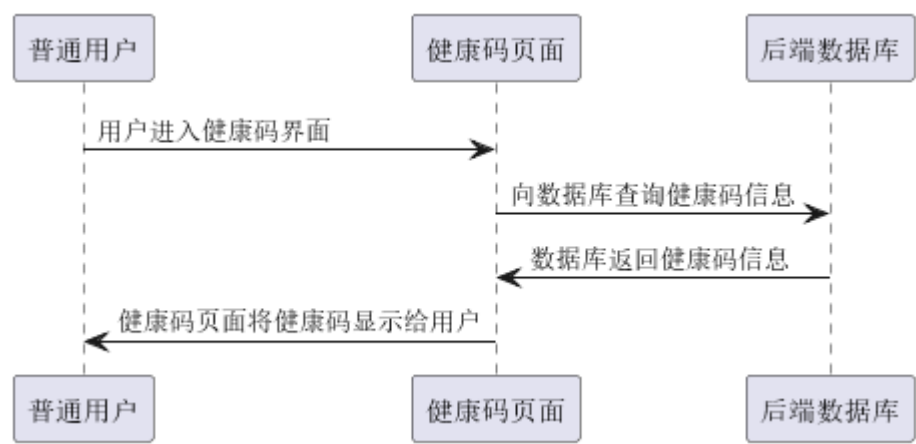 普通用户
健康码页面
后端数据库
用户进入健康码界面
向数据库查询健康码信息
数据库返回健康码信息
健康码页面将健康码显示给用户
普通用户
健康码页面
后端数据库